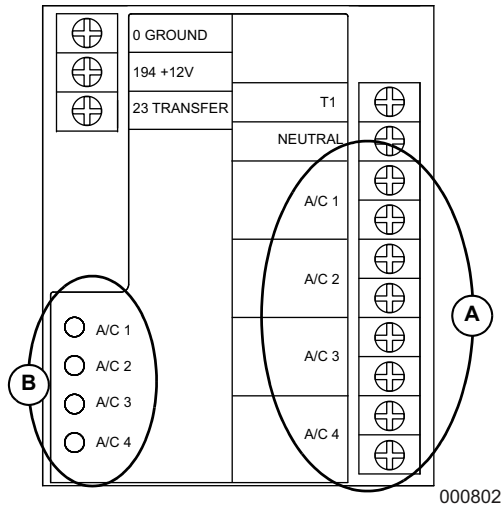 0 GROUND
194 +12V
23 TRANSFER
T1
NEUTRAL
A/C 1
A/C 2
A/C 3
A/C 4
A
A/C 1
A/C 2
A/C 3
A/C 4
B
000802